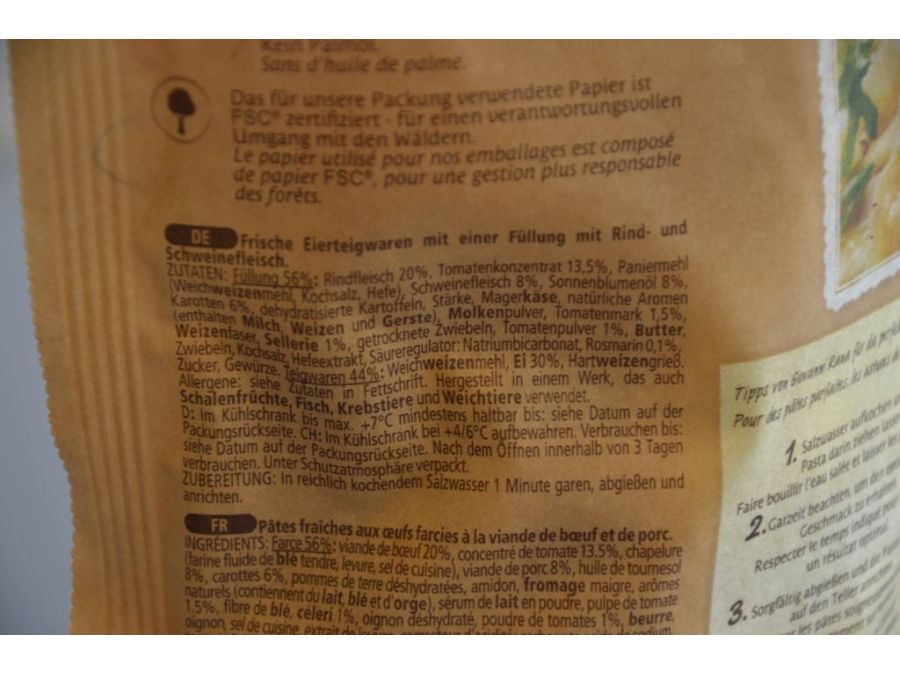 Kein Palmöl.
Sans d'huile de palme.
Das für unsere Packung verwendete Papier ist
FSC® zertifiziert - für einen verantwortungsvollen
Umgang mit den Wäldern.
Le papier utilisé pour nos emballages est composé
de papier FSC®, pour une gestion plus responsable
des forêts.
DE Frische Eierteigwaren mit einer Füllung mit Rind- und
Schweinefleisch.
ZUTATEN: Füllung 56%: Rindfleisch 20%, Tomatenkonzentrat 13,5%, Paniermehl
(Weichweizenmehl, Kochsalz, Hefe), Schweinefleisch 8%, Sonnenblumenöl 8%,
Karotten 6%, dehydratisierte Kartoffeln, Stärke, Magerkäse, natürliche Aromen
(enthalten Milch, Weizen und Gerste), Molkenpulver, Tomatenmark 1,5%,
Weizenfaser, Sellerie 1%, getrocknete Zwiebeln, Tomatenpulver 1%, Butter,
Zwiebeln, Kochsalz, Hefeextrakt, Säureregulator: Natriumbicarbonat, Rosmarin 0,1%,
Zucker, Gewürze. Teigwaren 44%: Weichweizenmehl, Ei 30%, Hartweizengrieß.
Allergene: siehe Zutaten in Fettschrift. Hergestellt in einem Werk, das auch
Schalenfrüchte, Fisch, Krebstiere und Weichtiere verwendet.
D: Im Kühlschrank bis max. +7°C mindestens haltbar bis: siehe Datum auf der
Packungsrückseite. CH: Im Kühlschrank bei +4/6°C aufbewahren. Verbrauchen bis:
siehe Datum auf der Packungsrückseite. Nach dem Öffnen innerhalb von 3 Tagen
verbrauchen. Unter Schutzatmosphäre verpackt.
ZUBEREITUNG: In reichlich kochendem Salzwasser 1 Minute garen, abgießen und
anrichten.
FR Pâtes fraîches aux œufs farcies à la viande de bœuf et de porc.
INGRÉDIENTS: Farce 56%: viande de bœuf 20%, concentré de tomate 13.5%, chapelure
(farine fluide de blé tendre, levure, sel de cuisine), viande de porc 8%, huile de tournesol
8%, carottes 6%, pommes de terre déshydratées, amidon, fromage maigre, arômes
naturels (contiennent du lait, blé et d'orge), sérum de lait en poudre, pulpe de tomate
1.5%, fibre de blé, céleri 1%, oignon déshydraté, poudre de tomates 1%, beurre,
oignon, sel de cuisine, extrait de
Tipps von Giovanni Rana für die
Pour des pâtes parfaites, les astuces de
1. Salzwasser aufkochen
Pasta darin ziehen
Faire bouillir l'eau salée et laisser
2. Garzeit beachten, um den
Geschmack zu erhalten.
Respecter le temps indiqué pour
un résultat optimal.
3. Sorgfältig abgießen und die
auf den Teller
les pâtes